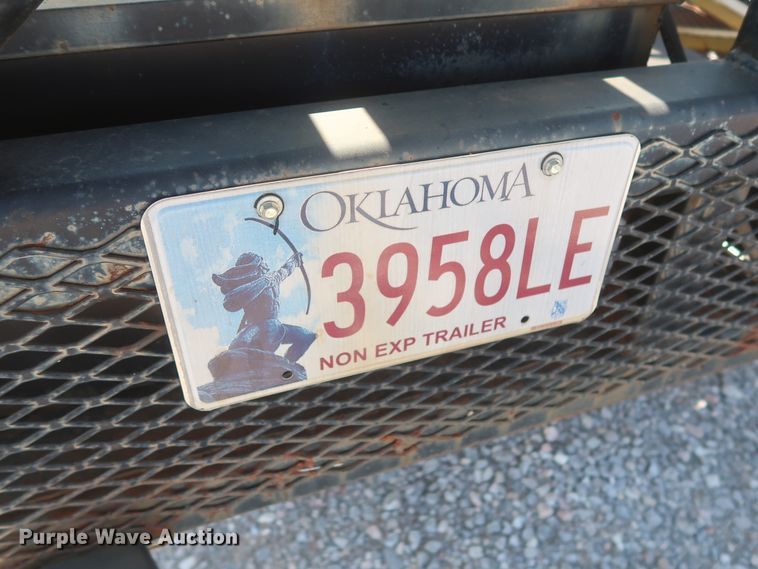 OKLAHOMA
3958LE
NON EXP TRAILER
Purple Wave Auction